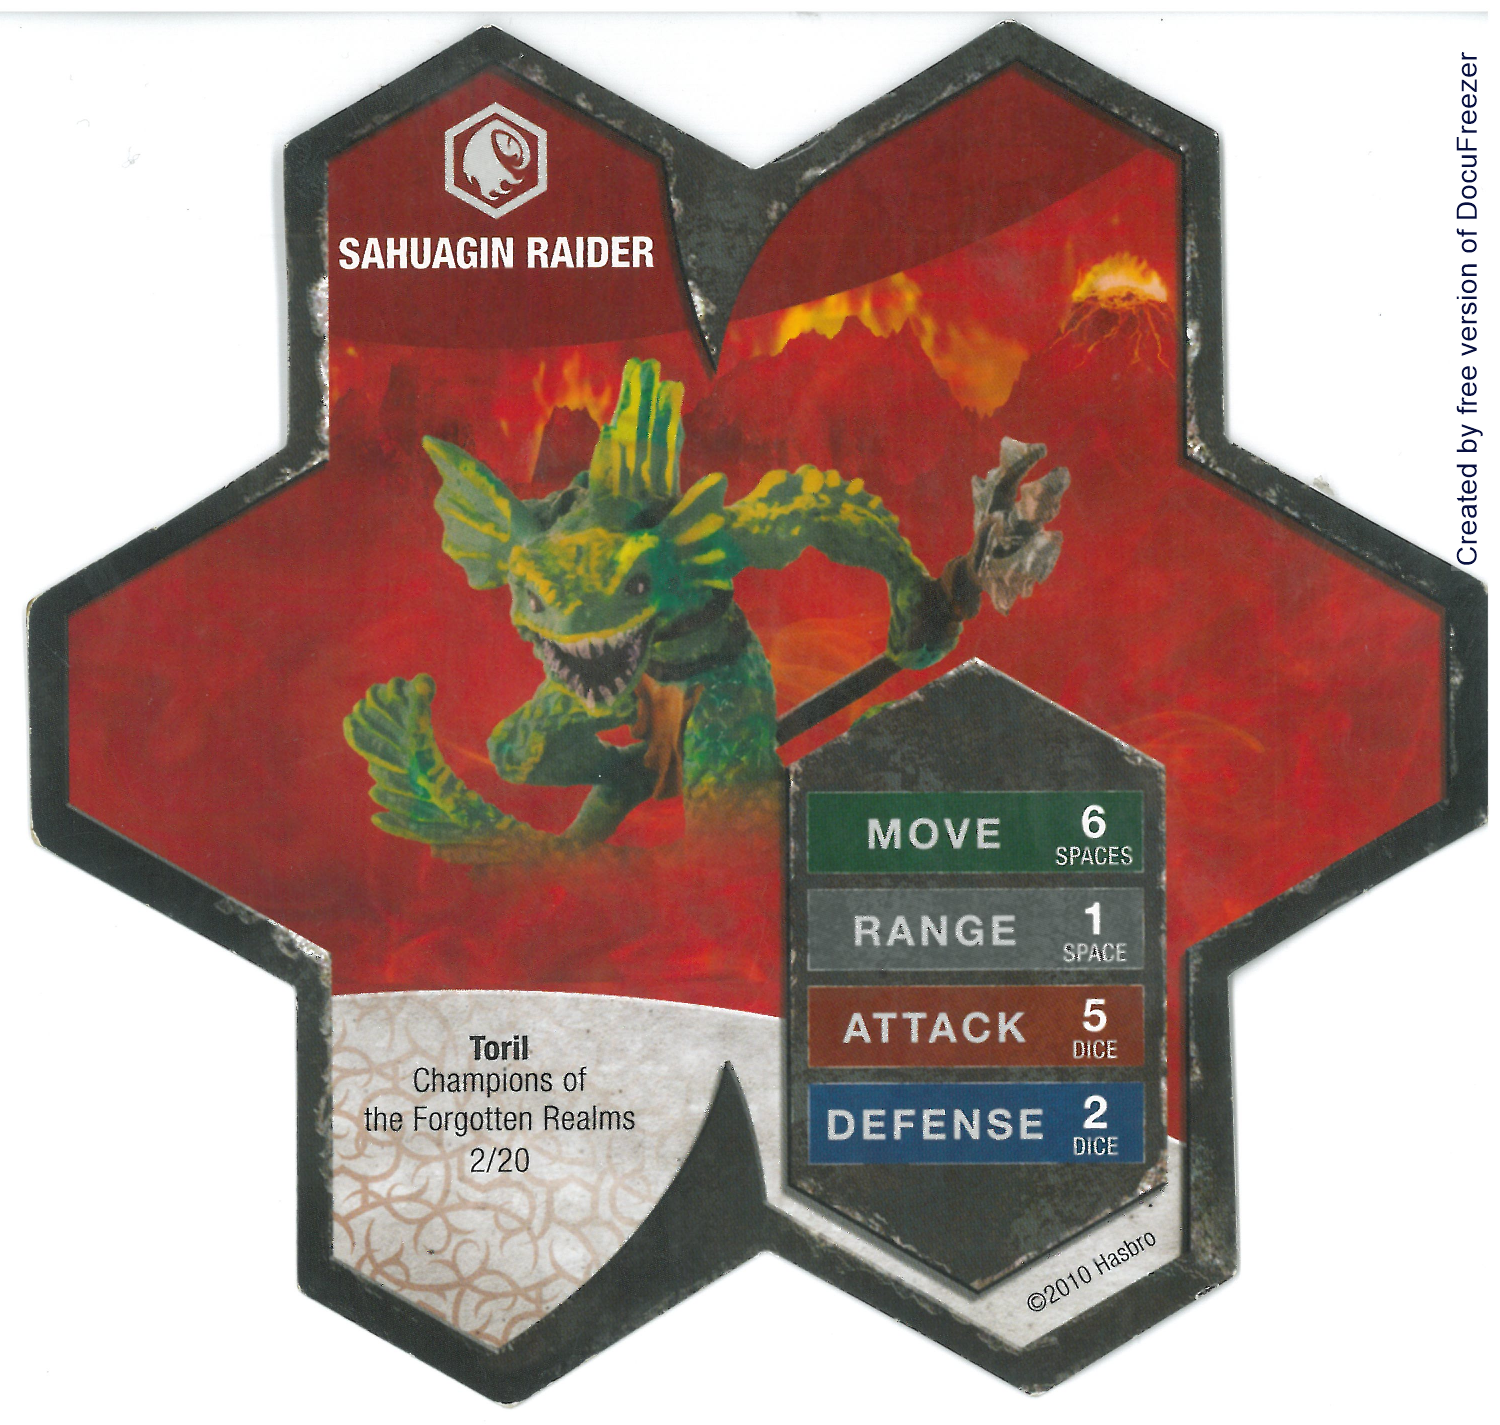 SAHUAGIN RAIDER
MOVE 6
SPACES
RANGE 1
SPACE
ATTACK 5
DICE
DEFENSE 2
DICE
Toril
Champions of
the Forgotten Realms
2/20
©2010 Hasbro
Created by free version of DocuFreezer